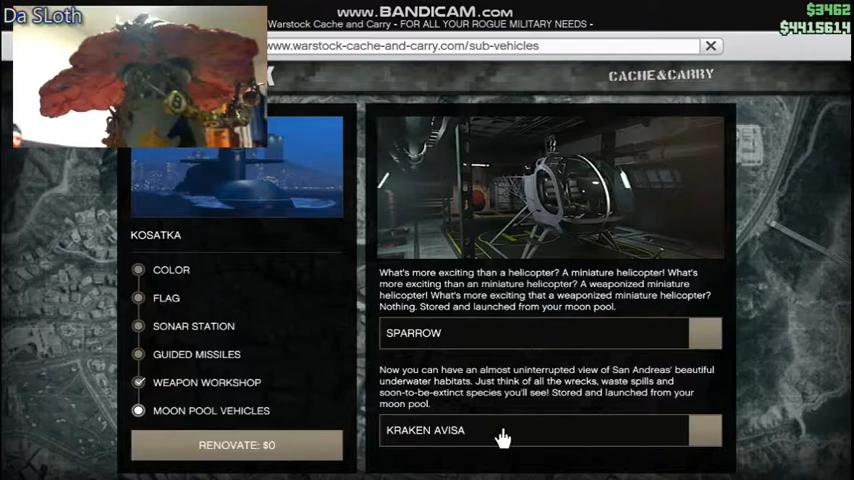 Da SLoth
www.BANDICAM.com
$3462
Warstock Cache and Carry - FOR ALL YOUR ROGUE MILITARY NEEDS -
$4415614
www.warstock-cache-and-carry.com/sub-vehicles
CACHE&CARRY
KOSATKA
COLOR
FLAG
SONAR STATION
GUIDED MISSILES
WEAPON WORKSHOP
MOON POOL VEHICLES
RENOVATE: $0
What's more exciting than a helicopter? A miniature helicopter! What's
more exciting than an miniature helicopter? A weaponized miniature
helicopter! What's more exciting that a weaponized miniature helicopter?
Nothing. Stored and launched from your moon pool.
SPARROW
Now you can have an almost uninterrupted view of San Andreas' beautiful
underwater habitats. Just think of all the wrecks, waste spills and
soon-to-be-extinct species you'll see! Stored and launched from your
moon pool.
KRAKEN AVISA